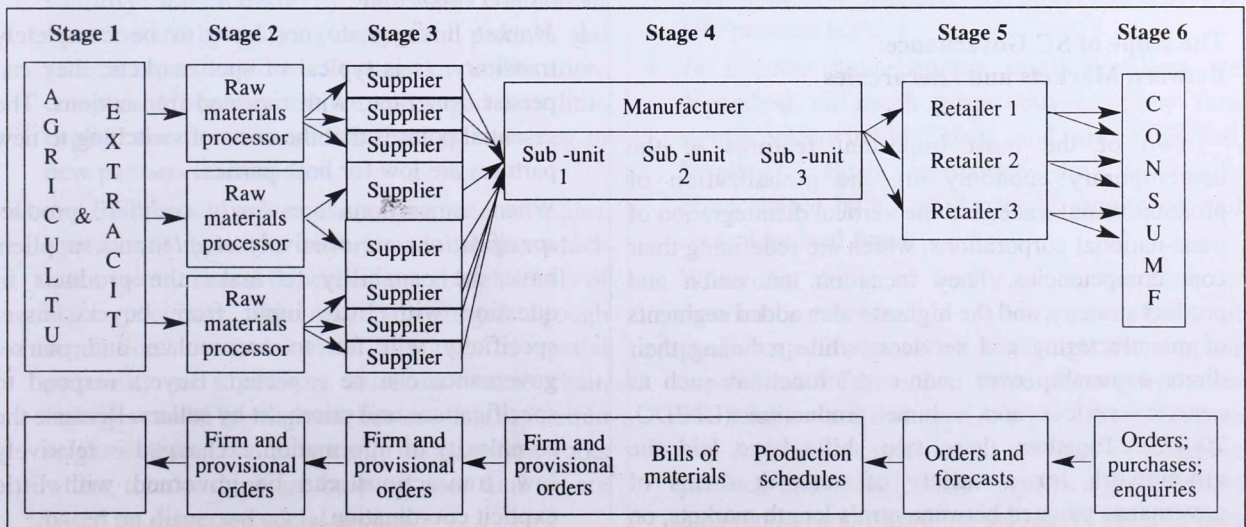 Stage 1
Stage 2
Stage 3
Stage 4
Stage 5
Stage 6
AGRICULTU
&
EXTRACIT
Raw
materials
processor
Raw
materials
processor
Raw
materials
processor
Supplier
Supplier
Supplier
Supplier
Supplier
Supplier
Supplier
Supplier
Manufacturer
Sub -unit
1
Sub -unit
2
Sub -unit
3
Retailer 1
Retailer 2
Retailer 3
CONSUMF
Firm and
provisional
orders
Firm and
provisional
orders
Firm and
provisional
orders
Bills of
materials
Production
schedules
Orders and
forecasts
Orders;
purchases;
enquiries